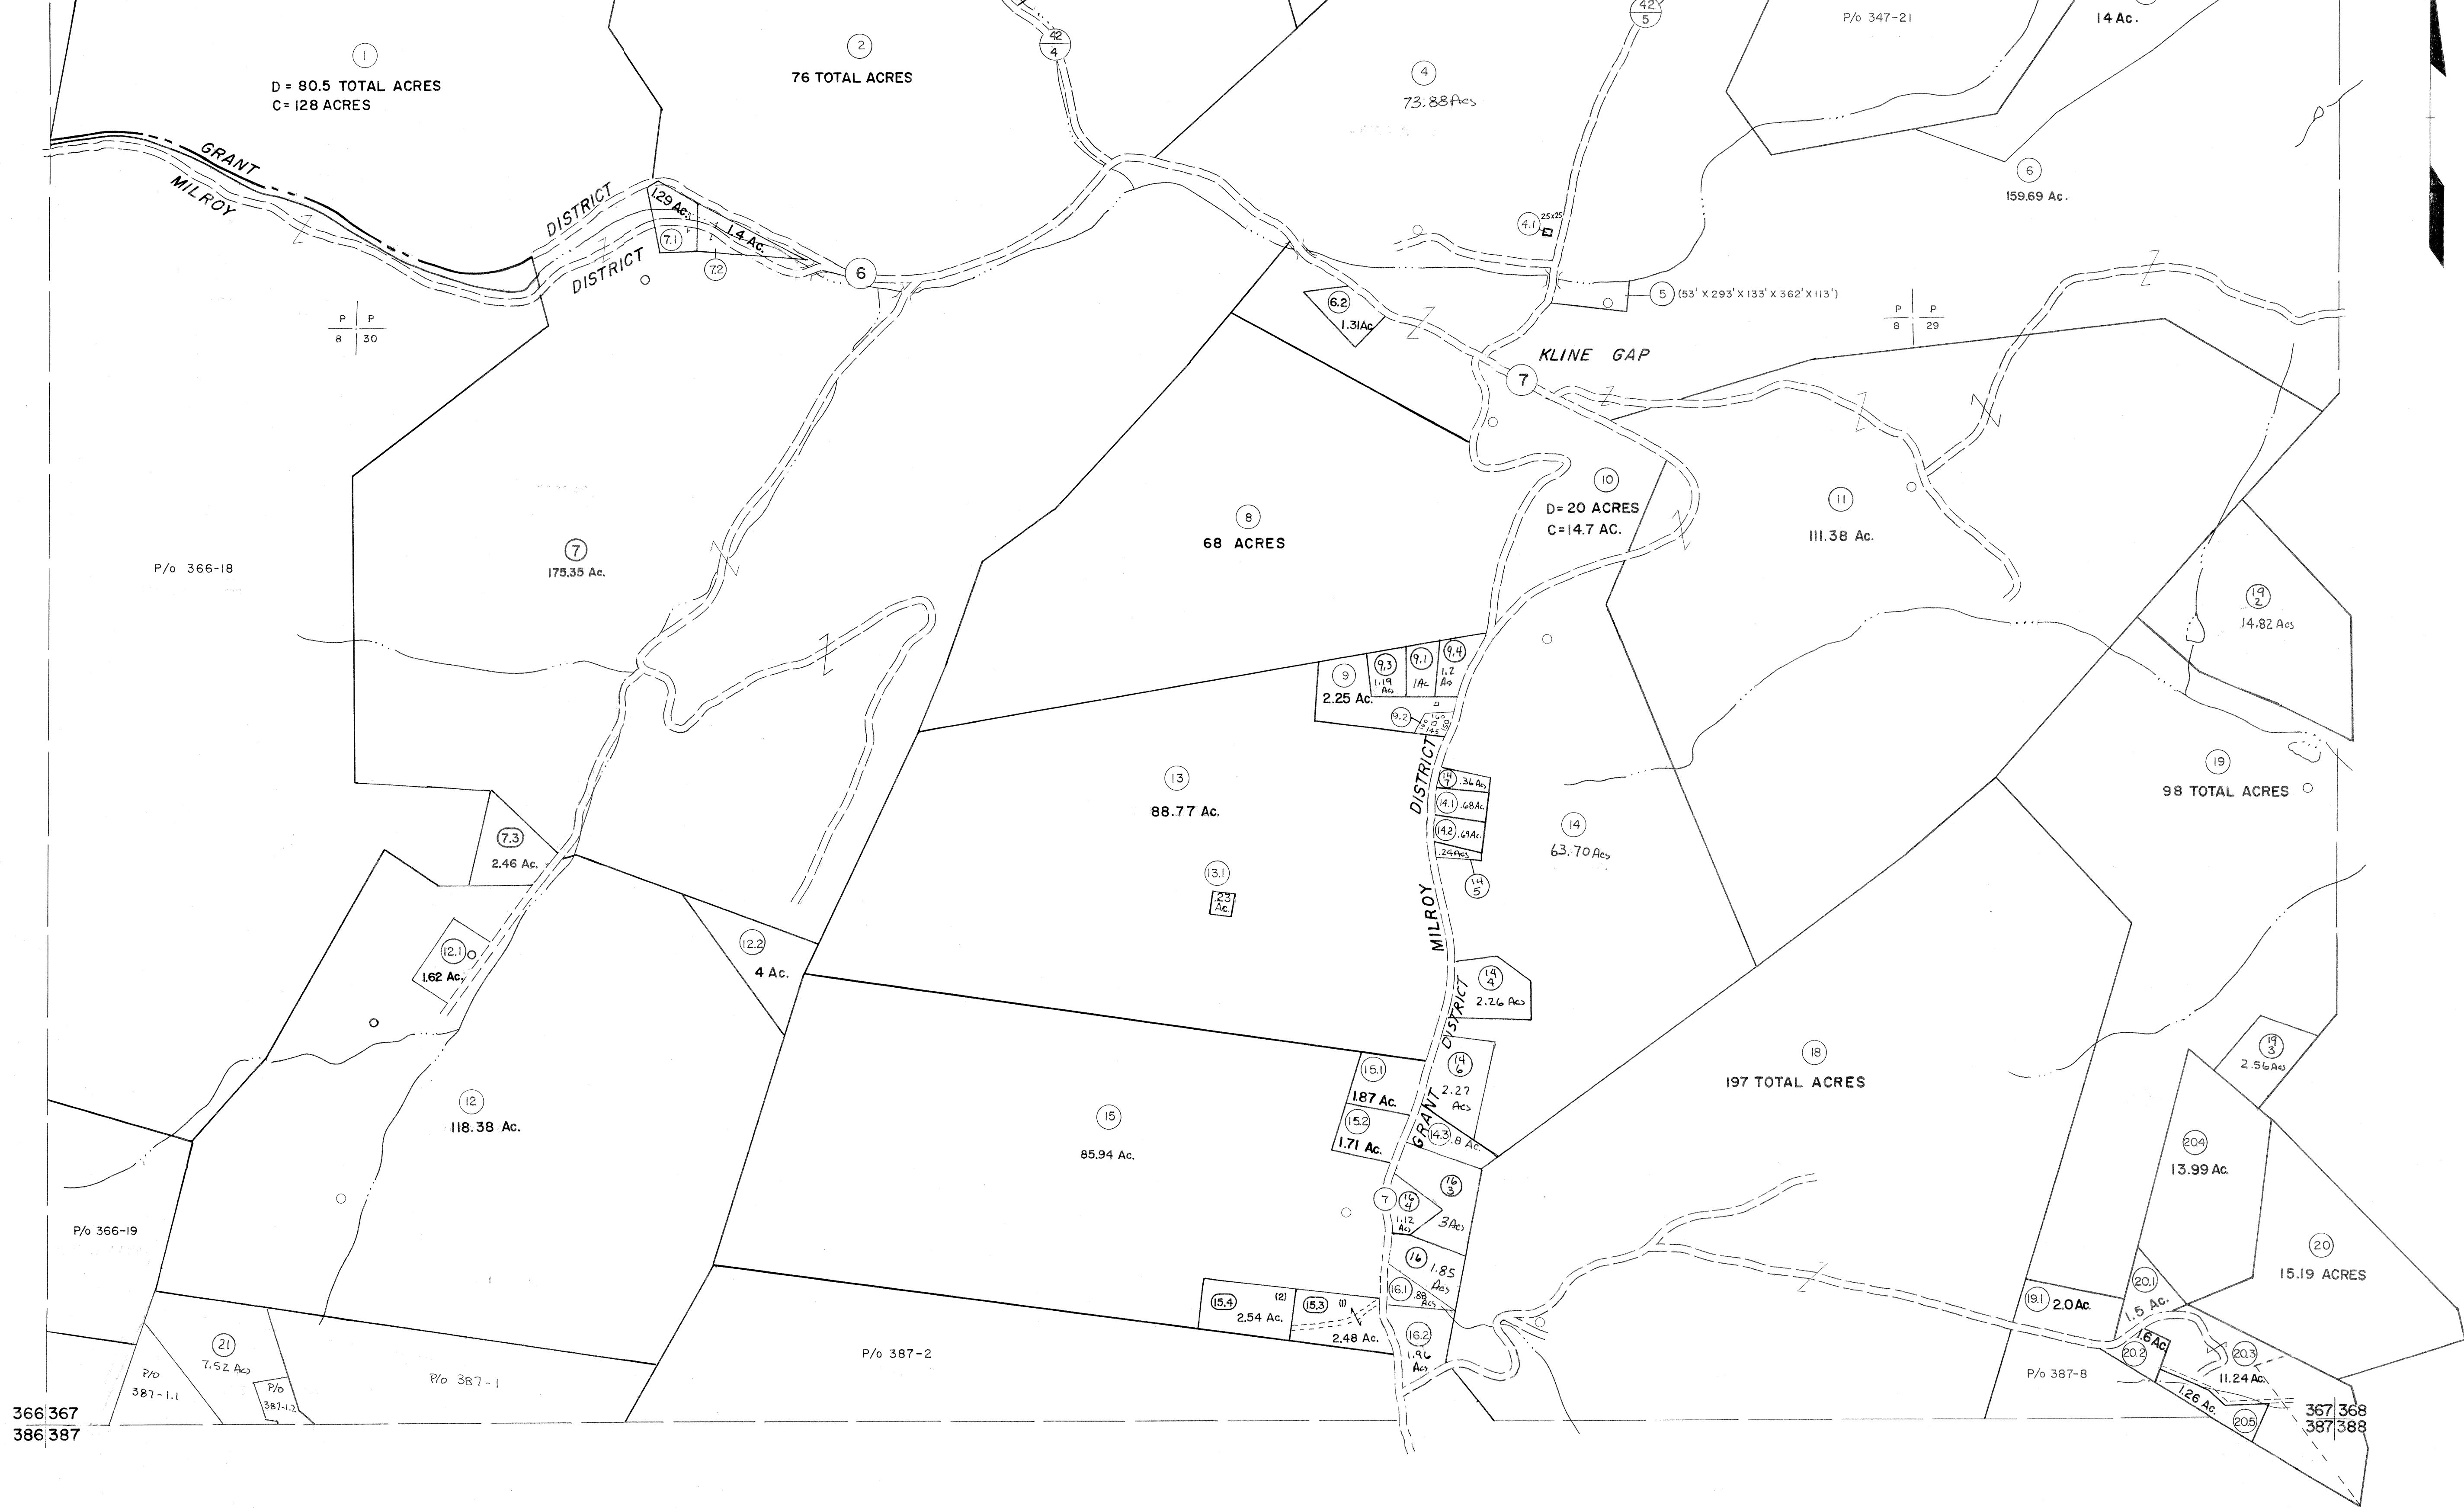 1
D = 80.5 TOTAL ACRES
C = 128 ACRES
2
76 TOTAL ACRES
42
4
4
73.88 Acs
42
5
P/o 347-21
14 Ac.
6
159.69 Ac.
GRANT
MILROY
DISTRICT
DISTRICT
1.29 Ac.
7.1
1.4 Ac.
7.2
6
4.1
25x25
5
(53' X 293' X 133' X 362' X 113')
6.2
1.31Ac
P P
8 30
P P
8 29
KLINE GAP
7
P/o 366-18
7
175.35 Ac.
8
68 ACRES
10
D = 20 ACRES
C = 14.7 AC.
11
111.38 Ac.
19
2
14.82 Acs
9
2.25 Ac.
9.3
1.19
Acs
9.1
1Ac
9.4
1.2
Ac
9.2
145
150
DISTRICT
MILROY
13
88.77 Ac.
13.1
.23
Ac.
14
7
.36 Acs
14.1
.68Ac.
14.2
.69Ac.
.24Acs
14
5
14
63.70 Acs
19
98 TOTAL ACRES
7.3
2.46 Ac.
12.1
1.62 Ac.
12.2
4 Ac.
14
4
2.26 Acs
DISTRICT
GRANT
14
6
2.27
Acs
14.3
.8 Ac.
15.1
1.87 Ac.
15.2
1.71 Ac.
18
197 TOTAL ACRES
19
3
2.56 Acs
12
118.38 Ac.
15
85.94 Ac.
20.4
13.99 Ac.
20
15.19 ACRES
P/o 366-19
7
16
4
1.12
Acs
16
3
3 Acs
16
1.85
Acs
16.1
.88
Acs
16.2
1.96
Acs
15.4
(2)
2.54 Ac.
15.3
(1)
2.48 Ac.
19.1
2.0 Ac.
20.1
1.5 Ac.
1.6 Ac.
20.2
20.3
11.24 Ac.
1.26 Ac.
20.5
21
7.52 Acs
P/o
387-1.1
P/o
387-1.2
P/o 387-1
P/o 387-2
P/o 387-8
366 367
386 387
367 368
387 388